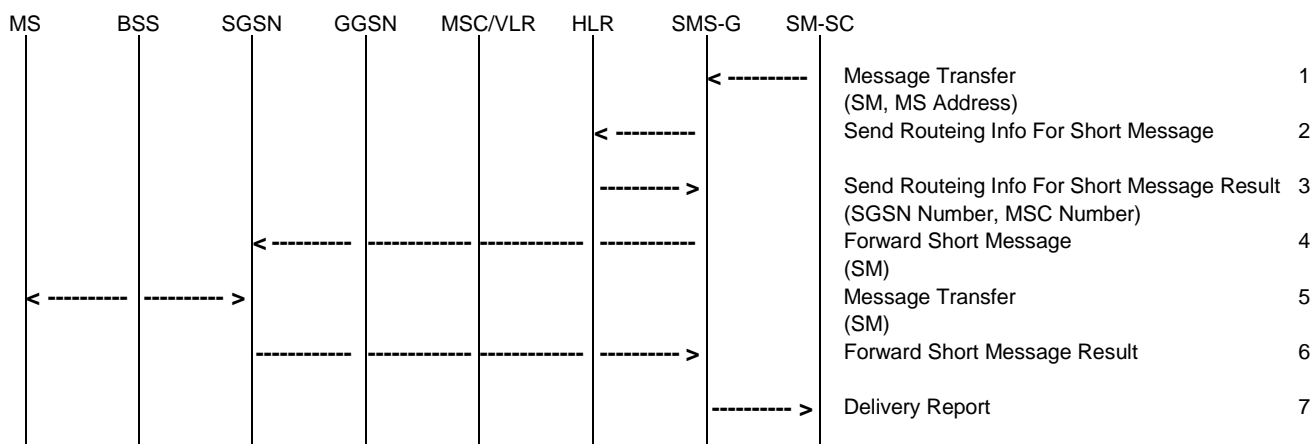 MS BSS SGSN GGSN MSC/VLR HLR SMS-G SM-SC
Message Transfer 1
(SM, MS Address)
Send Routeing Info For Short Message 2
Send Routeing Info For Short Message Result 3
(SGSN Number, MSC Number)
Forward Short Message 4
(SM)
Message Transfer 5
(SM)
Forward Short Message Result 6
Delivery Report 7